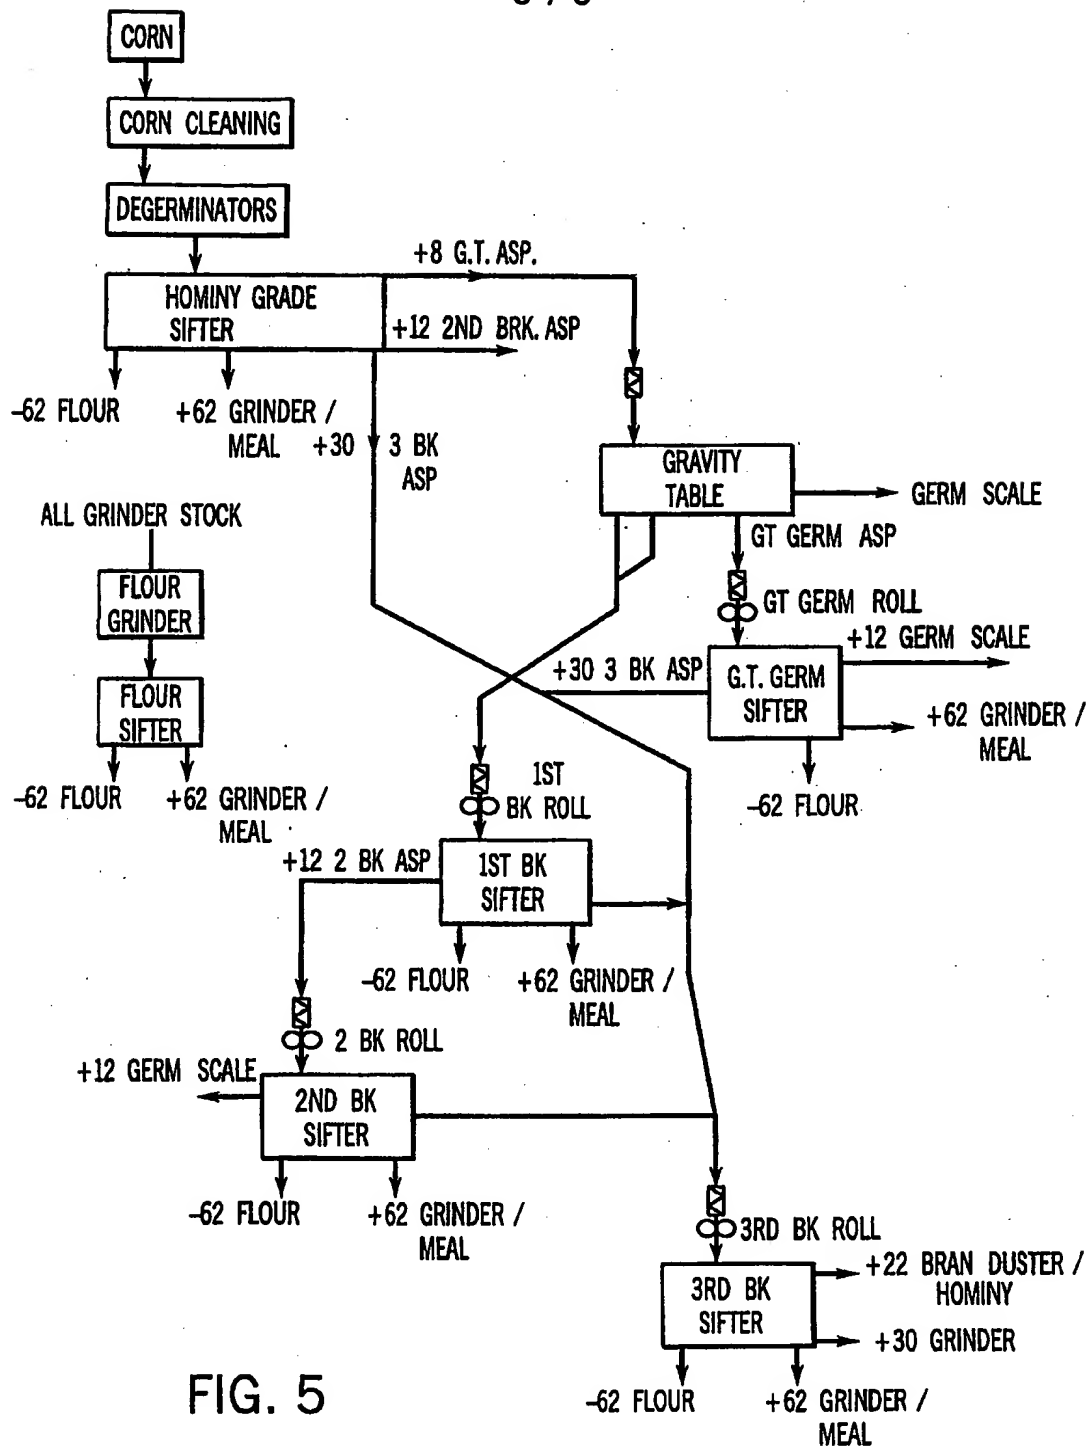 CORN
CORN CLEANING
DEGERMINATORS
+8 G.T. ASP.
HOMINY GRADE
SIFTER
+12 2ND BRK. ASP
-62 FLOUR
+62 GRINDER /
MEAL
+30 3 BK
ASP
GRAVITY
TABLE
GERM SCALE
ALL GRINDER STOCK
GT GERM ASP
FLOUR
GRINDER
GT GERM ROLL
+12 GERM SCALE
+30 3 BK ASP
G.T. GERM
SIFTER
FLOUR
SIFTER
+62 GRINDER /
MEAL
-62 FLOUR
+62 GRINDER /
MEAL
-62 FLOUR
1ST
BK ROLL
+12 2 BK ASP
1ST BK
SIFTER
-62 FLOUR
+62 GRINDER /
MEAL
2 BK ROLL
+12 GERM SCALE
2ND BK
SIFTER
-62 FLOUR
+62 GRINDER /
MEAL
3RD BK ROLL
+22 BRAN DUSTER /
HOMINY
3RD BK
SIFTER
+30 GRINDER
-62 FLOUR
+62 GRINDER /
MEAL
FIG. 5